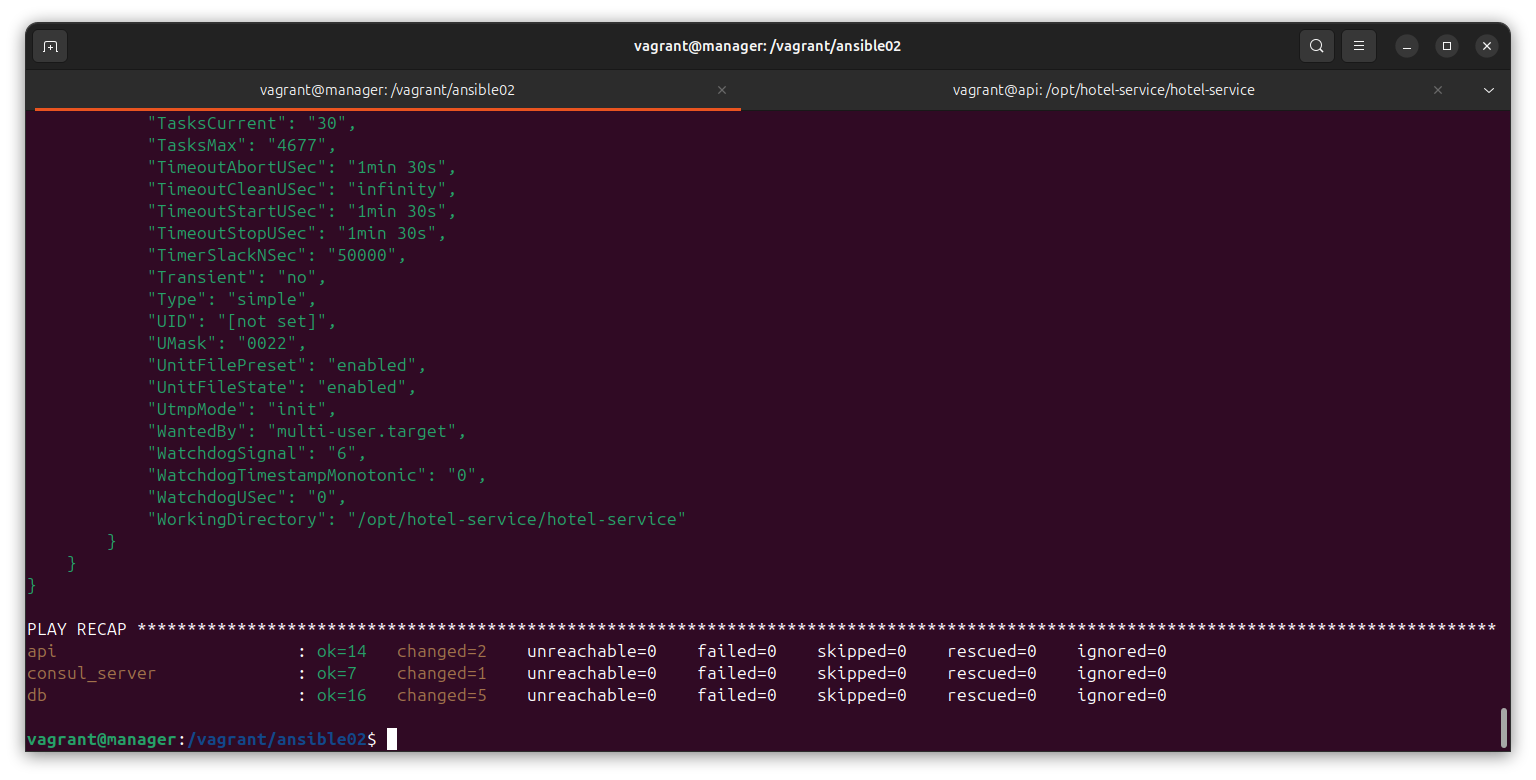 vagrant@manager: /vagrant/ansible02
vagrant@manager: /vagrant/ansible02 × vagrant@api: /opt/hotel-service/hotel-service ×
"TasksCurrent": "30",
"TasksMax": "4677",
"TimeoutAbortUSec": "1min 30s",
"TimeoutCleanUSec": "infinity",
"TimeoutStartUSec": "1min 30s",
"TimeoutStopUSec": "1min 30s",
"TimerSlackNSec": "50000",
"Transient": "no",
"Type": "simple",
"UID": "[not set]",
"UMask": "0022",
"UnitFilePreset": "enabled",
"UnitFileState": "enabled",
"UtmpMode": "init",
"WantedBy": "multi-user.target",
"WatchdogSignal": "6",
"WatchdogTimestampMonotonic": "0",
"WatchdogUSec": "0",
"WorkingDirectory": "/opt/hotel-service/hotel-service"
}
}
}
PLAY RECAP ****************************************************************************************************************************************
api : ok=14 changed=2 unreachable=0 failed=0 skipped=0 rescued=0 ignored=0
consul_server : ok=7 changed=1 unreachable=0 failed=0 skipped=0 rescued=0 ignored=0
db : ok=16 changed=5 unreachable=0 failed=0 skipped=0 rescued=0 ignored=0
vagrant@manager:/vagrant/ansible02$